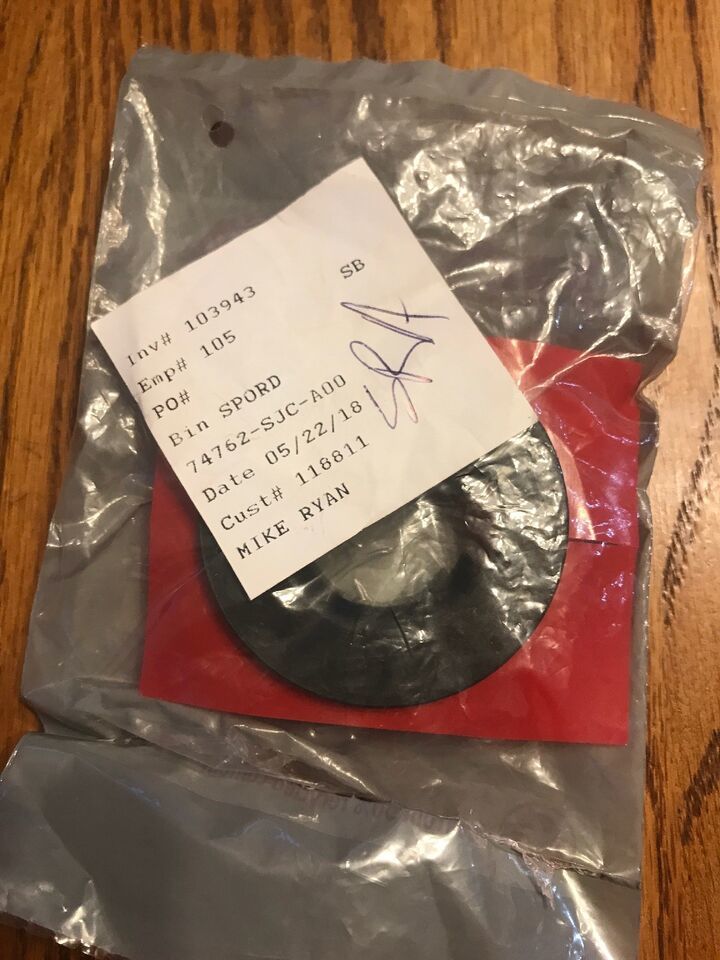 Inv# 103943 SB
Emp# 105
PO#
Bin SPORD
74762-SJC-A00
Date 05/22/18
Cust# 118811
MIKE RYAN